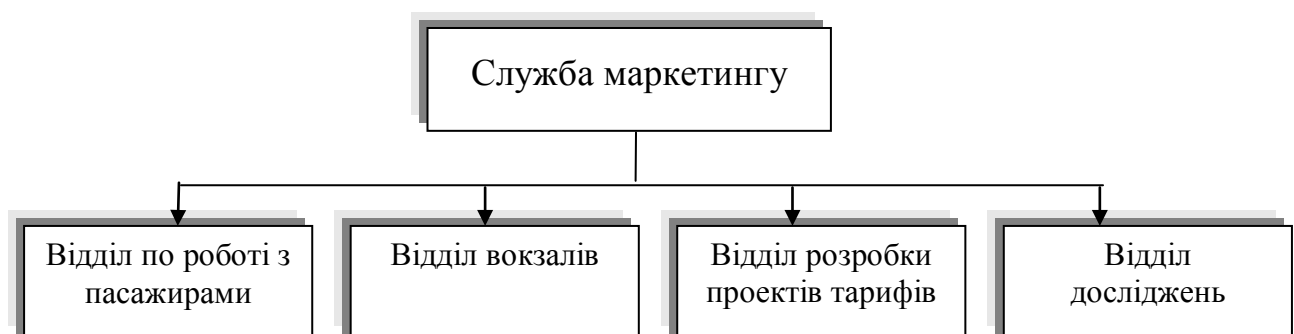 Служба маркетингу
Відділ по роботі з
пасажирами
Відділ вокзалів
Відділ розробки
проектів тарифів
Відділ
досліджень